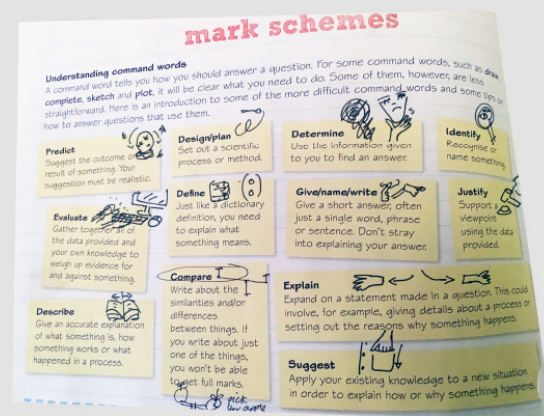 mark schemes
Understanding command words
A command word tells you how you should answer a question. For some command words, such as draw,
complete, sketch and plot, it will be clear what you need to do. Some of them, however, are less
straightforward. Here is an introduction to some of the more difficult command words and some tips on
how to answer questions that use them.
Predict
Suggest the outcome or
result of something. Your
suggestion must be realistic.
Design/plan
Set out a scientific
process or method.
Determine
Use the information given
to you to find an answer.
Identify
Recognise or
name something.
Evaluate
Gather together all of
the data provided and
your own knowledge to
weigh up evidence for
and against something.
Define
Just like a dictionary
definition, you need
to explain what
something means.
Give/name/write
Give a short answer, often
just a single word, phrase
or sentence. Don't stray
into explaining your answer.
Justify
Support a
viewpoint
using the data
provided.
Describe
Give an accurate explanation
of what something is, how
something works or what
happened in a process.
Compare
Write about the
similarities and/or
differences
between things. If
you write about just
one of the things,
you won't be able
to get full marks.
pick
apple
Explain
Expand on a statement made in a question. This could
involve, for example, giving details about a process or
setting out the reasons why something happens.
Suggest
Apply your existing knowledge to a new situation
in order to explain how or why something happens.